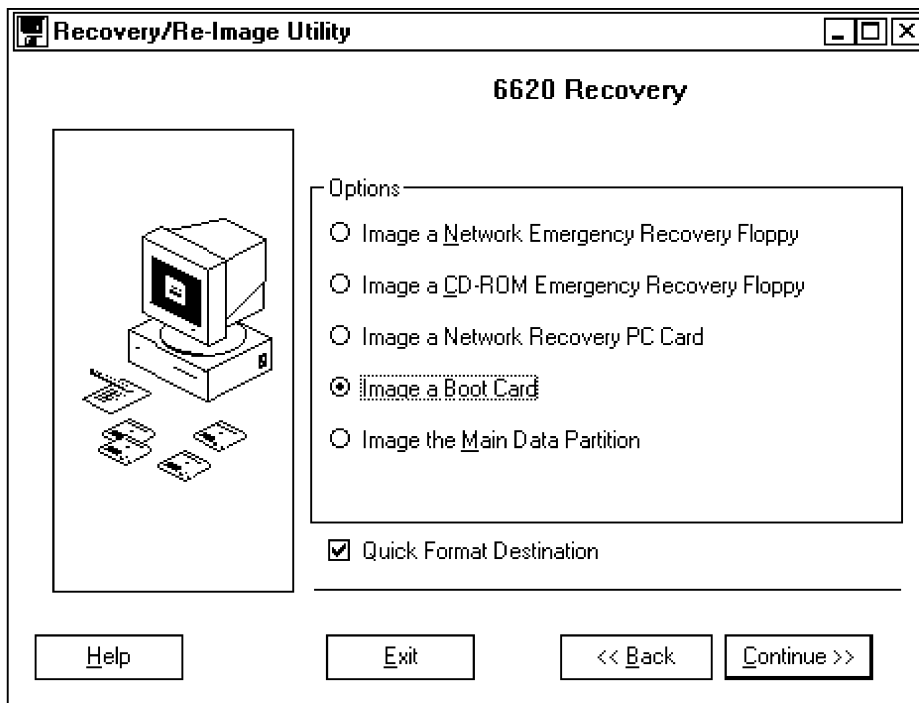 Recovery/Re-Image Utility
6620 Recovery
Options
Image a Network Emergency Recovery Floppy
Image a CD-ROM Emergency Recovery Floppy
Image a Network Recovery PC Card
Image a Boot Card
Image the Main Data Partition
Quick Format Destination
Help
Exit
<< Back
Continue >>